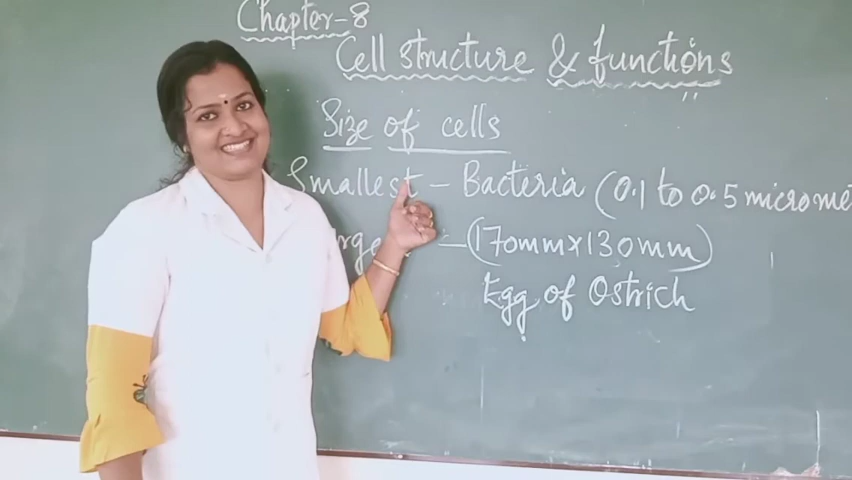 Chapter-8
Cell structure & functions
Size of cells
Smallest - Bacteria (0.1 to 0.5 microme
- (170mm×130mm)
Egg of Ostrich